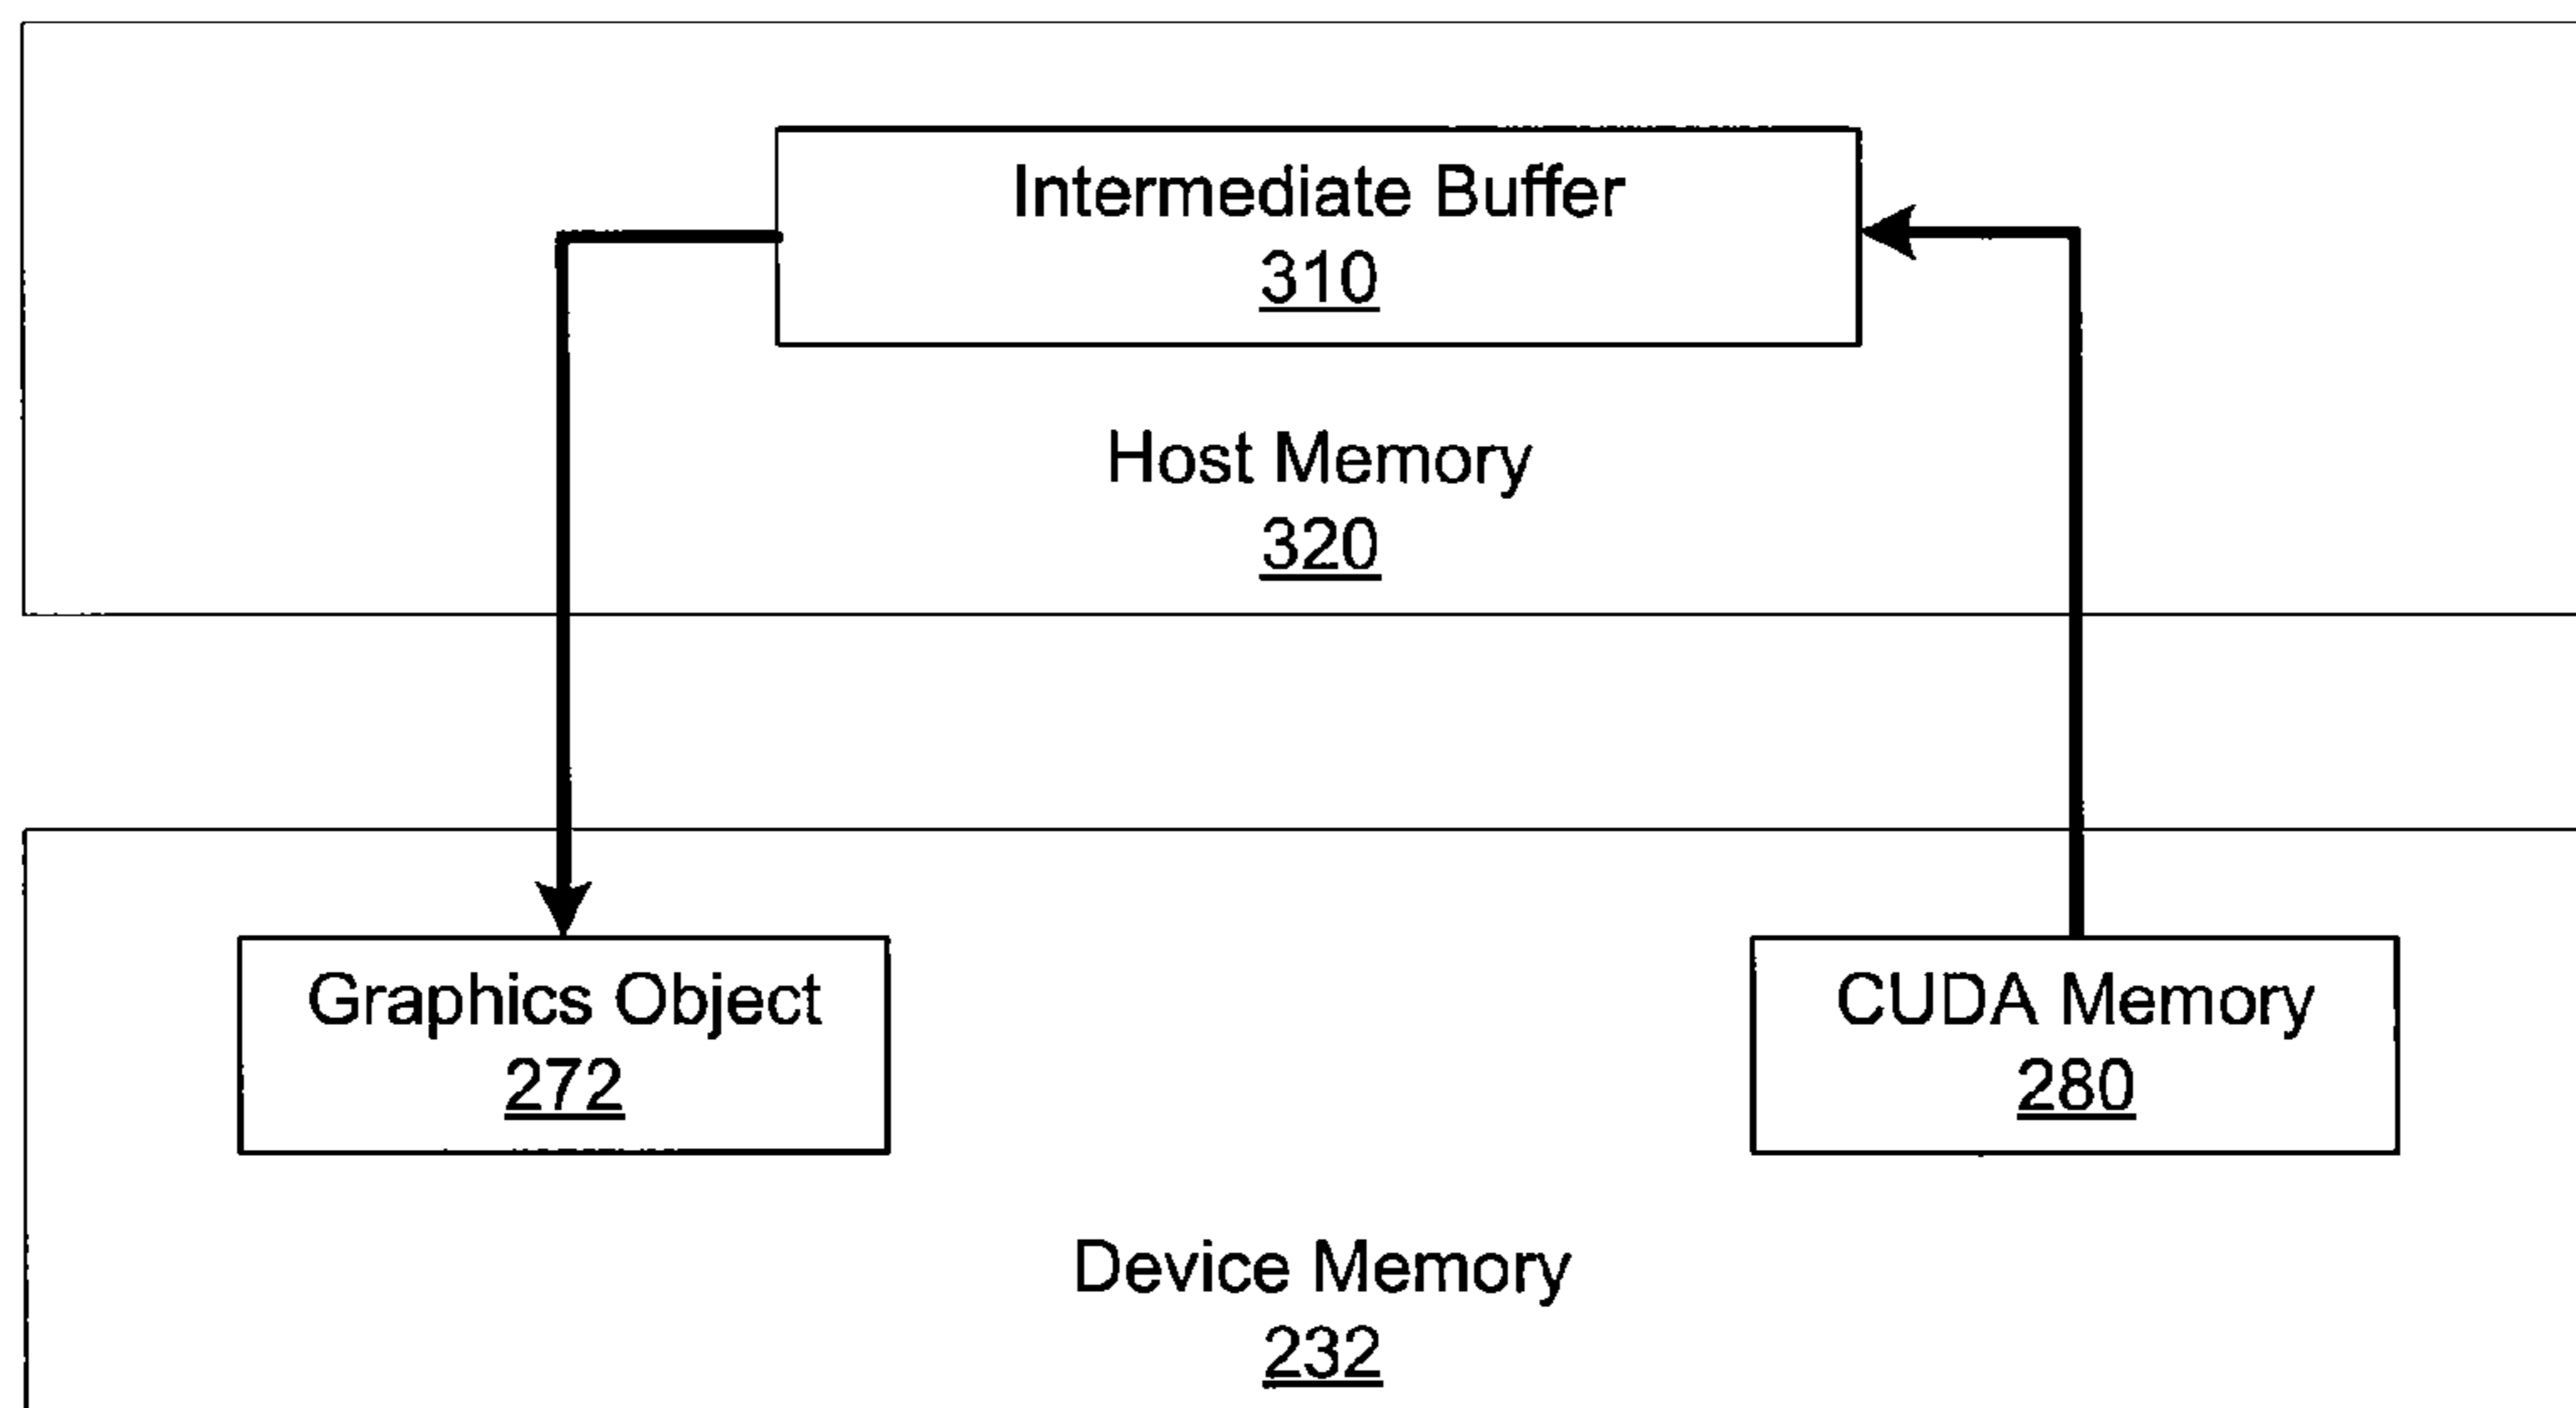 Intermediate Buffer
310
Host Memory
320
Graphics Object
272
CUDA Memory
280
Device Memory
232